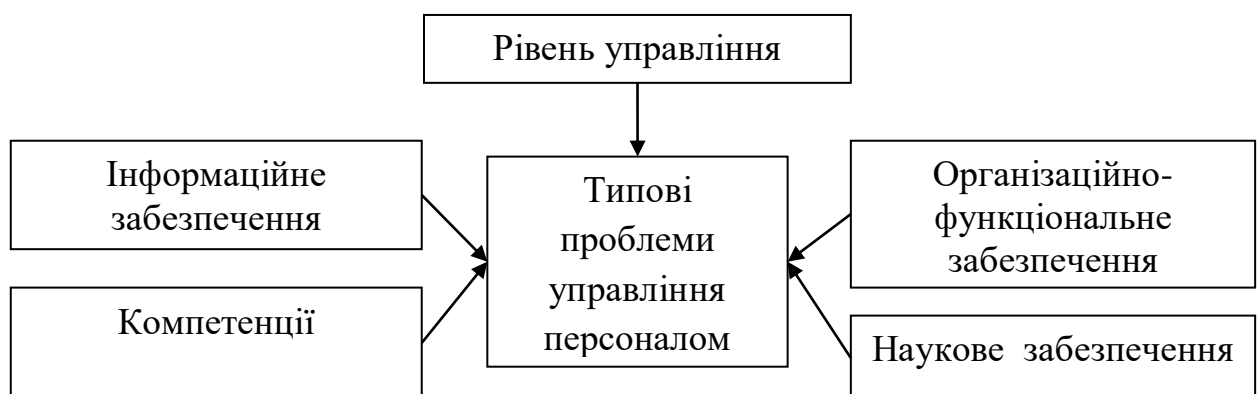 Рівень управління
Інформаційне
забезпечення
Компетенції
Типові
проблеми
управління
персоналом
Організаційно-
функціональне
забезпечення
Наукове забезпечення